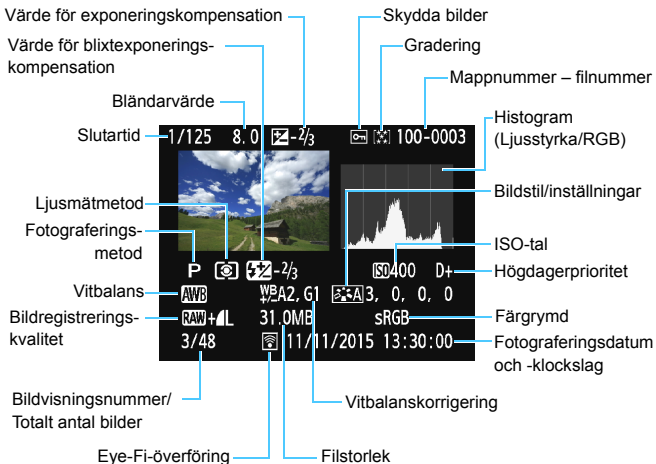 Värde för exponeringskompensation
Skydda bilder
Värde för blixtexponerings-
kompensation
Gradering
Mappnummer – filnummer
Bländarvärde
Histogram
(Ljusstyrka/RGB)
Slutartid
1/125 8.0 -2/3 100-0003
Ljusmätmetod
Bildstil/inställningar
Fotograferings-
metod
ISO-tal
P -2/3 ISO400 D+
Högdagerprioritet
Vitbalans
AWB WB+/-A2, G1 A3, 0, 0, 0
Bildregistrerings-
kvalitet
RAW+L 31.0MB sRGB
Färgrymd
3/48 11/11/2015 13:30:00
Fotograferingsdatum
och -klockslag
Bildvisningsnummer/
Totalt antal bilder
Vitbalanskorrigering
Eye-Fi-överföring
Filstorlek